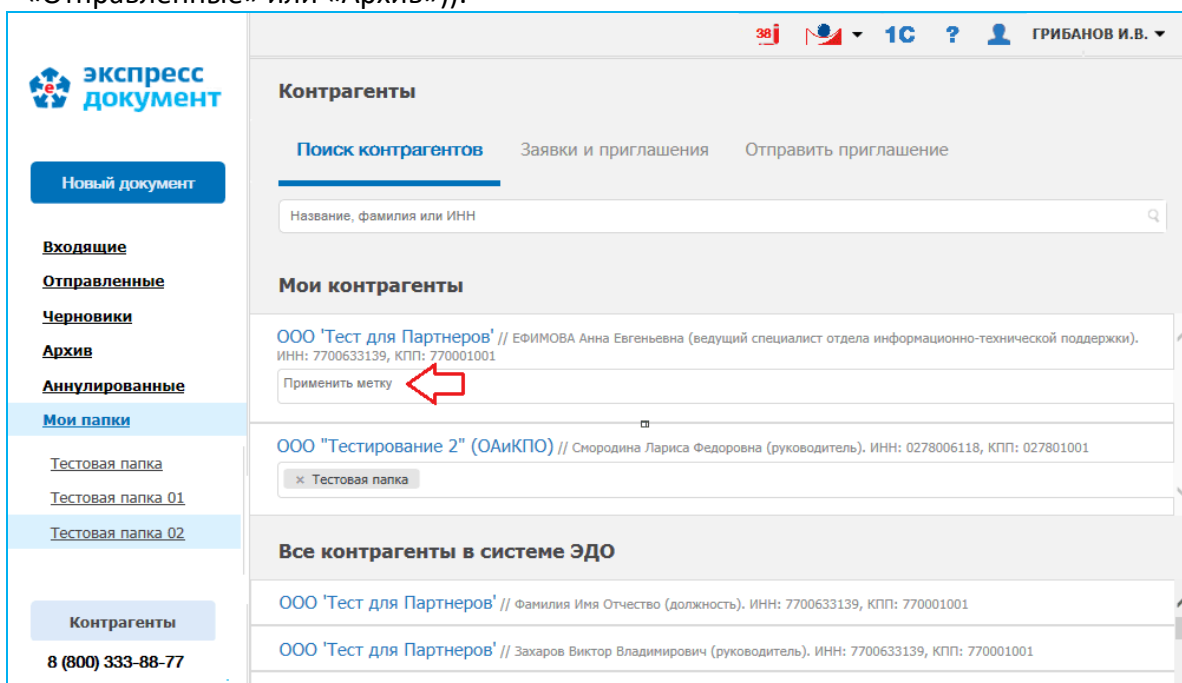 «Отправленные» или «Архив»)).
38
1С ? ГРИБАНОВ И.В.
e
экспресс
документ
Новый документ
Входящие
Отправленные
Черновики
Архив
Аннулированные
Мои папки
Тестовая папка
Тестовая папка 01
Тестовая папка 02
Контрагенты
8 (800) 333-88-77
Контрагенты
Поиск контрагентов Заявки и приглашения Отправить приглашение
Название, фамилия или ИНН
Мои контрагенты
ООО 'Тест для Партнеров' // ЕФИМОВА Анна Евгеньевна (ведущий специалист отдела информационно-технической поддержки).
ИНН: 7700633139, КПП: 770001001
Применить метку
ООО "Тестирование 2" (ОАиКПО) // Смородина Лариса Федоровна (руководитель). ИНН: 0278006118, КПП: 027801001
× Тестовая папка
Все контрагенты в системе ЭДО
ООО 'Тест для Партнеров' // Фамилия Имя Отчество (должность). ИНН: 7700633139, КПП: 770001001
ООО 'Тест для Партнеров' // Захаров Виктор Владимирович (руководитель). ИНН: 7700633139, КПП: 770001001